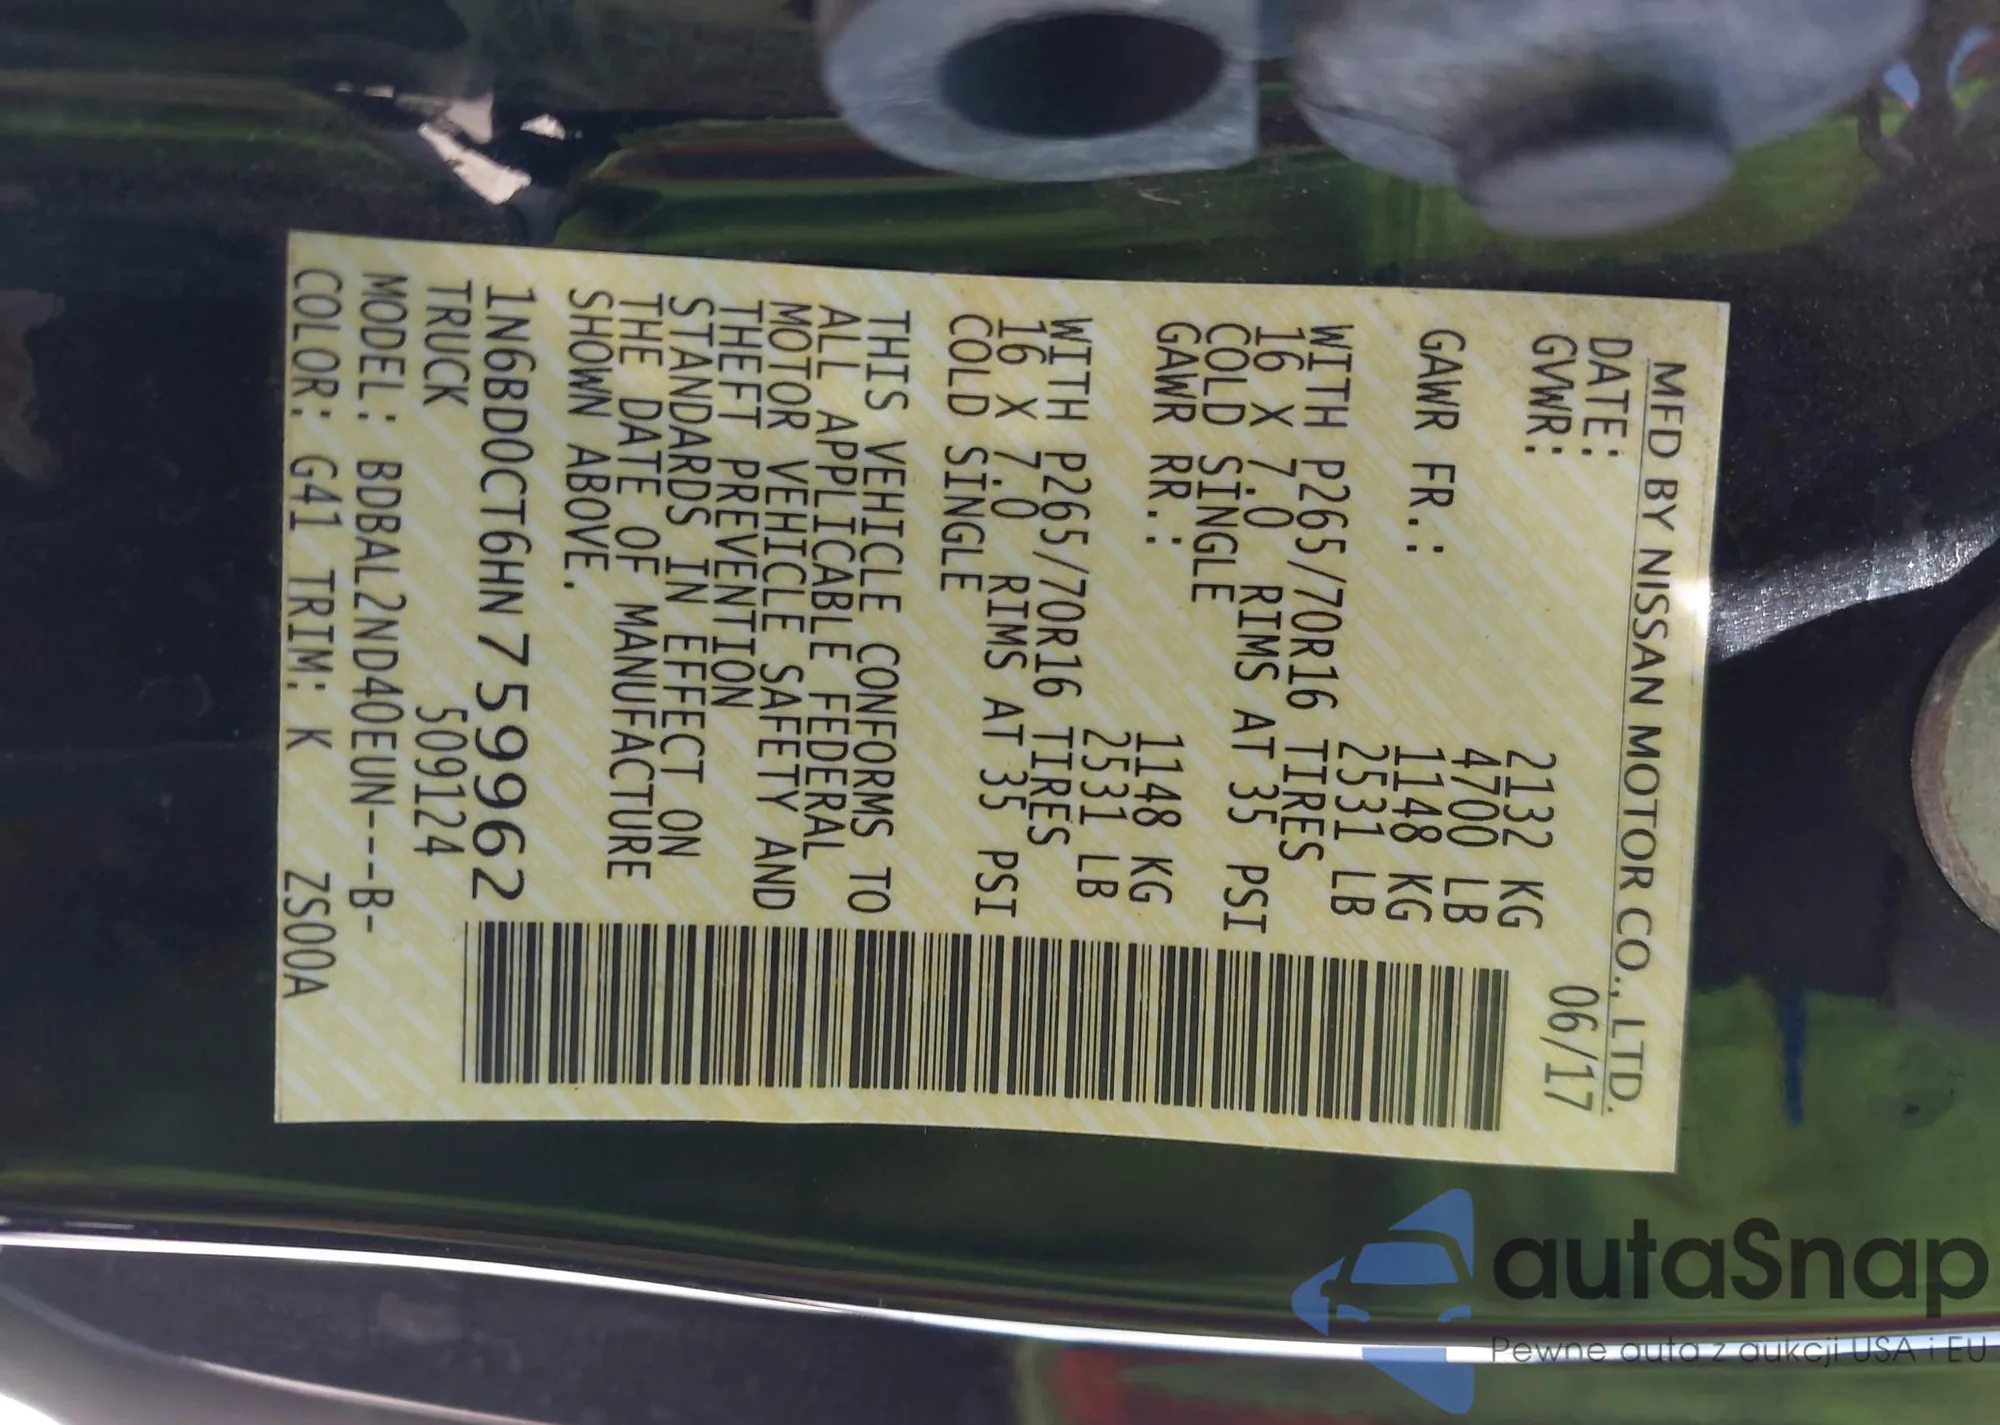 MFD BY NISSAN MOTOR CO., LTD.
DATE: 06/17
GVWR: 2132 KG
4700 LB
GAWR FR.: 1148 KG
2531 LB
WITH P265/70R16 TIRES
16 X 7.0 RIMS AT 35 PSI
COLD SINGLE
GAWR RR.: 1148 KG
2531 LB
WITH P265/70R16 TIRES
16 X 7.0 RIMS AT 35 PSI
COLD SINGLE
THIS VEHICLE CONFORMS TO
ALL APPLICABLE FEDERAL
MOTOR VEHICLE SAFETY AND
THEFT PREVENTION
STANDARDS IN EFFECT ON
THE DATE OF MANUFACTURE
SHOWN ABOVE.
1N6BD0CT6HN759962
TRUCK 509124
MODEL: BDBAL2ND40EUN---B-
COLOR: G41 TRIM: K ZS00A
autaSnap
Pewne auta z aukcji USA i EU